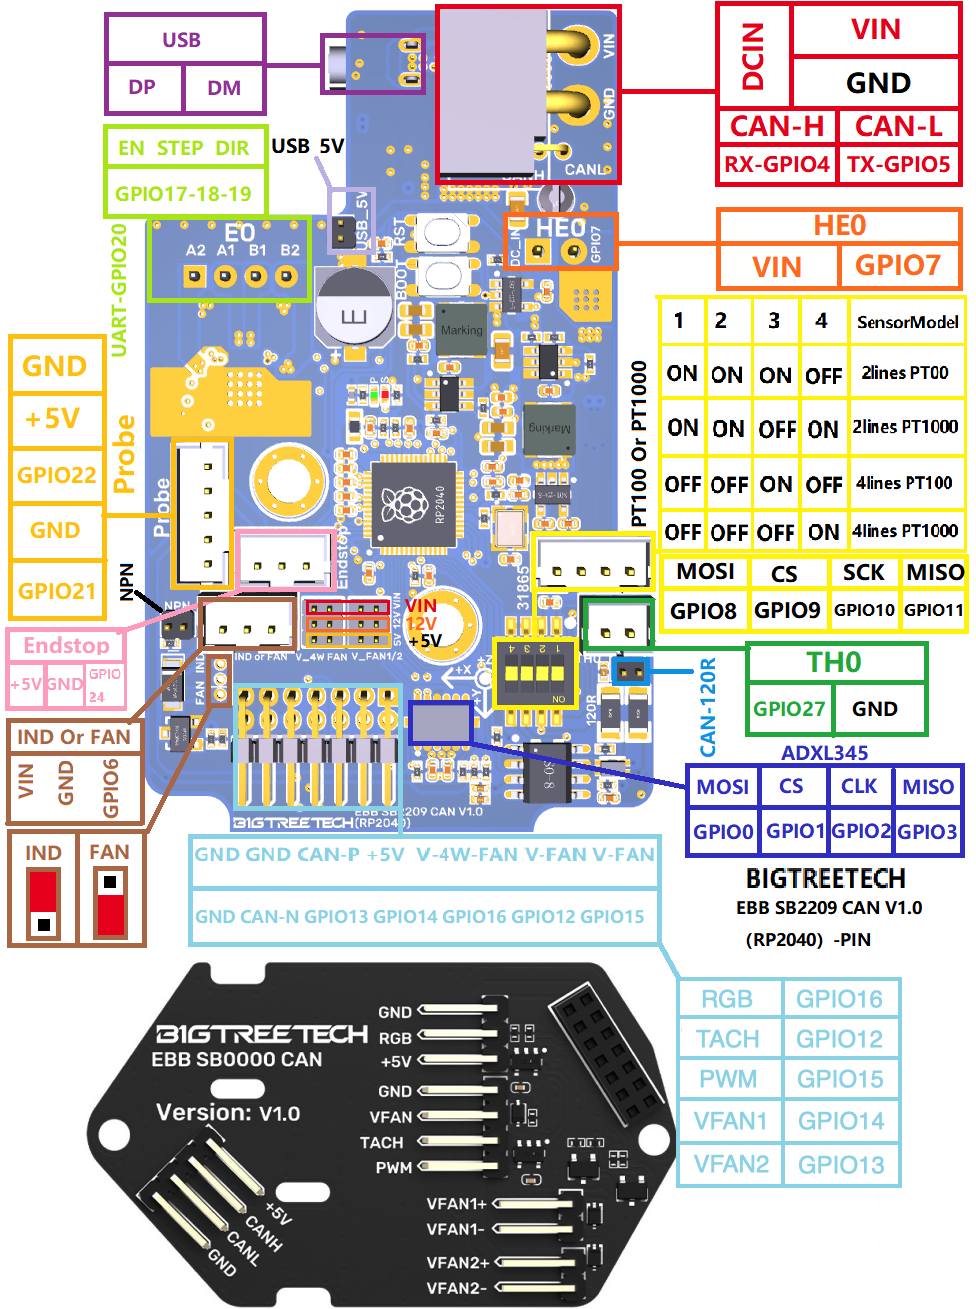 USB
DP DM
EN STEP DIR
GPIO17-18-19
UART-GPIO20
USB 5V
VIN
GND
CANL
DCIN
VIN
GND
CAN-H CAN-L
RX-GPIO4 TX-GPIO5
E0
A2 A1 B1 B2
USB_5V
RST
BOOT
DC_IN
HE0
GPIO7
HE0
VIN GPIO7
E
Marking
Marking
RP2040
GND
+5V
GPIO22
GND
GPIO21
Probe
Probe
Endstop
PT100 Or PT1000
1 2 3 4 SensorModel
ON ON ON OFF 2lines PT00
ON ON OFF ON 2lines PT1000
OFF OFF ON OFF 4lines PT100
OFF OFF OFF ON 4lines PT1000
MOSI CS SCK MISO
GPIO8 GPIO9 GPIO10 GPIO11
31865
NPN
NPN
Endstop
+5V GND GPIO 24
IND or FAN
V_4W FAN V_FAN1/2
5V 12V VIN
VIN
12V
+5V
FAN IND
+X
+Y
4 3 2 1
ON
TH0
120R
CAN-120R
TH0
GPIO27 GND
IND Or FAN
VIN GND GPIO6
IND FAN
SO-8
EBB SB2209 CAN V1.0
BIGTREETECH (RP2040)
ADXL345
MOSI CS CLK MISO
GPIO0 GPIO1 GPIO2 GPIO3
GND GND CAN-P +5V V-4W-FAN V-FAN V-FAN
GND CAN-N GPIO13 GPIO14 GPIO16 GPIO12 GPIO15
BIGTREETECH
EBB SB2209 CAN V1.0
(RP2040) -PIN
RGB GPIO16
TACH GPIO12
PWM GPIO15
VFAN1 GPIO14
VFAN2 GPIO13
BIGTREETECH
EBB SB0000 CAN
Version: V1.0
GND
RGB
+5V
GND
VFAN
TACH
PWM
VFAN1+
VFAN1-
VFAN2+
VFAN2-
+5V
CANH
CANL
GND